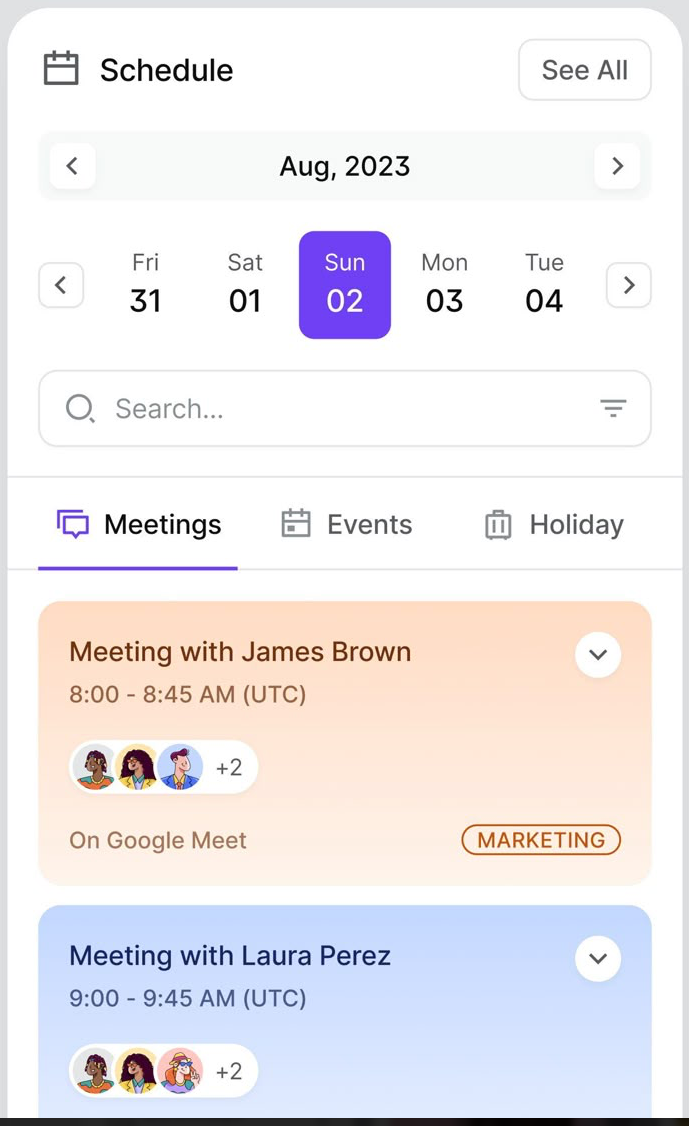 Schedule
See All
Aug, 2023
Fri Sat Sun Mon Tue
31 01 02 03 04
Search...
Meetings Events Holiday
Meeting with James Brown
8:00 - 8:45 AM (UTC)
+2
On Google Meet
MARKETING
Meeting with Laura Perez
9:00 - 9:45 AM (UTC)
+2